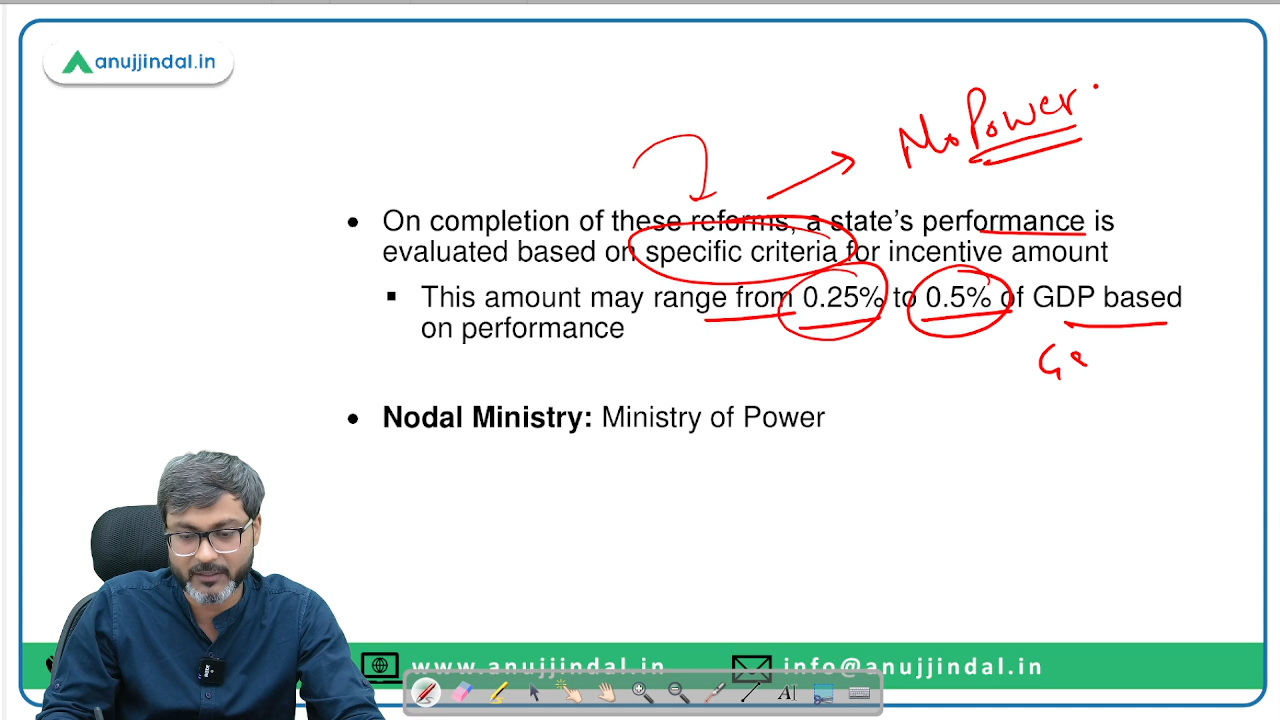 anujjindal.in
Mo Power
• On completion of these reforms, a state's performance is
evaluated based on specific criteria for incentive amount
▪ This amount may range from 0.25% to 0.5% of GDP based
on performance
• Nodal Ministry: Ministry of Power
www.anujjindal.in
info@anujjindal.in